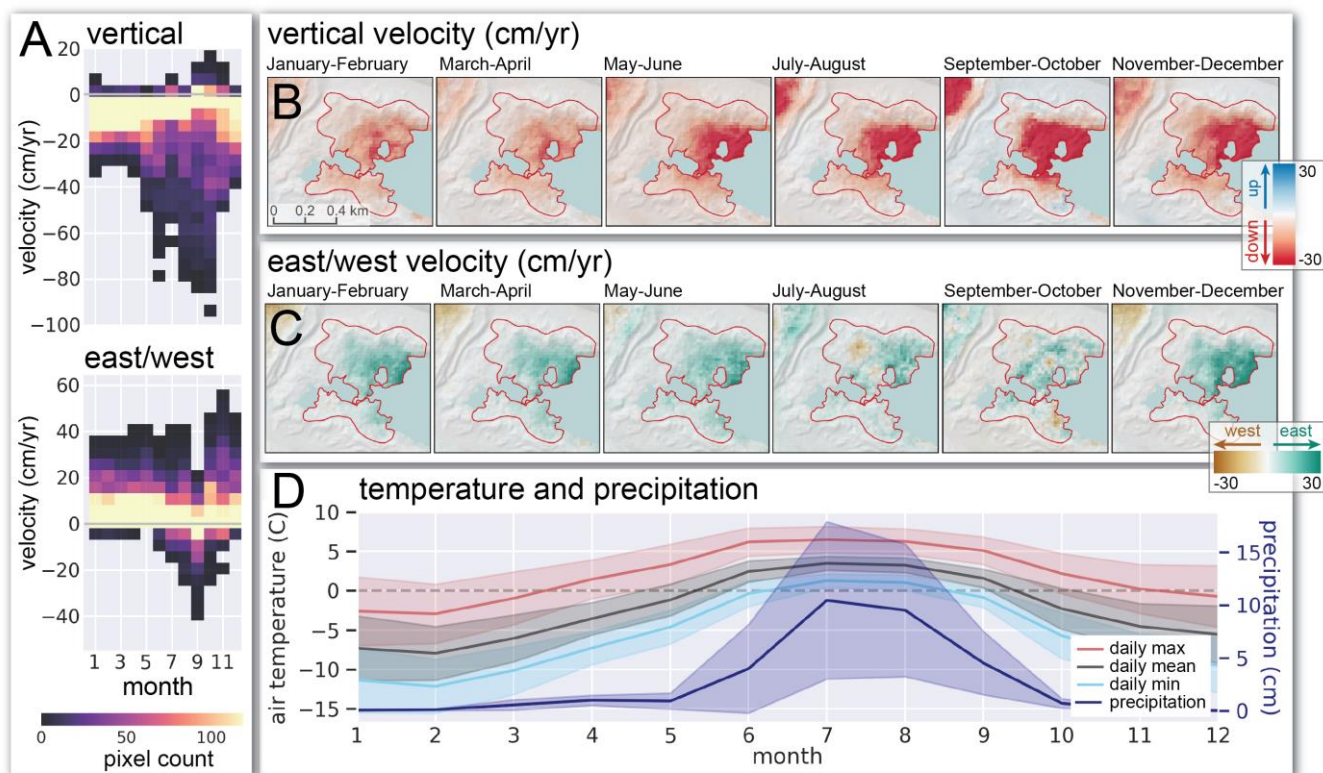 A
vertical
20
0
−20
−40
−60
−80
−100
velocity (cm/yr)
east/west
60
40
20
0
−20
−40
velocity (cm/yr)
1 3 5 7 9 11
month
0 50 100
pixel count
vertical velocity (cm/yr)
January-February March-April May-June July-August September-October November-December
B
0 0.2 0.4 km
30
up
down
-30
east/west velocity (cm/yr)
January-February March-April May-June July-August September-October November-December
C
west east
-30 30
D
temperature and precipitation
10
5
0
−5
−10
−15
air temperature (C)
15
10
5
0
precipitation (cm)
daily max
daily mean
daily min
precipitation
1 2 3 4 5 6 7 8 9 10 11 12
month